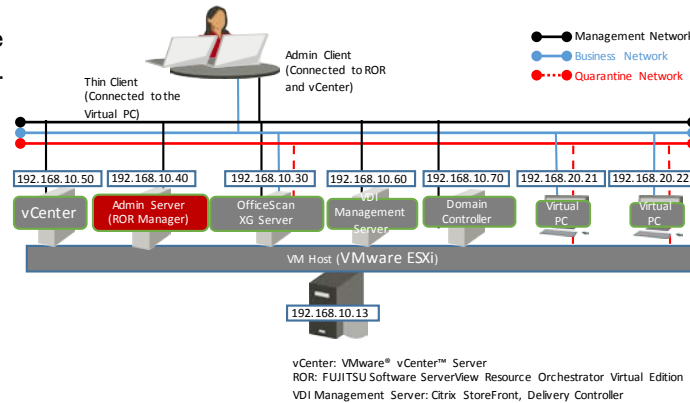 e
.
Admin Client
(Connected to ROR
and vCenter)
Thin Client
(Connected to the
Virtual PC)
Management Network
Business Network
Quarantine Network
192.168.10.50
192.168.10.40
192.168.10.30
192.168.10.60
192.168.10.70
192.168.20.21
192.168.20.22
vCenter
Admin Server
(ROR Manager)
OfficeScan
XG Server
VDI
Management
Server
Domain
Controller
Virtual
PC
Virtual
PC
VM Host (VMware ESXi)
192.168.10.13
vCenter: VMware® vCenter™ Server
ROR: FUJITSU Software ServerView Resource Orchestrator Virtual Edition
VDI Management Server: Citrix StoreFront, Delivery Controller